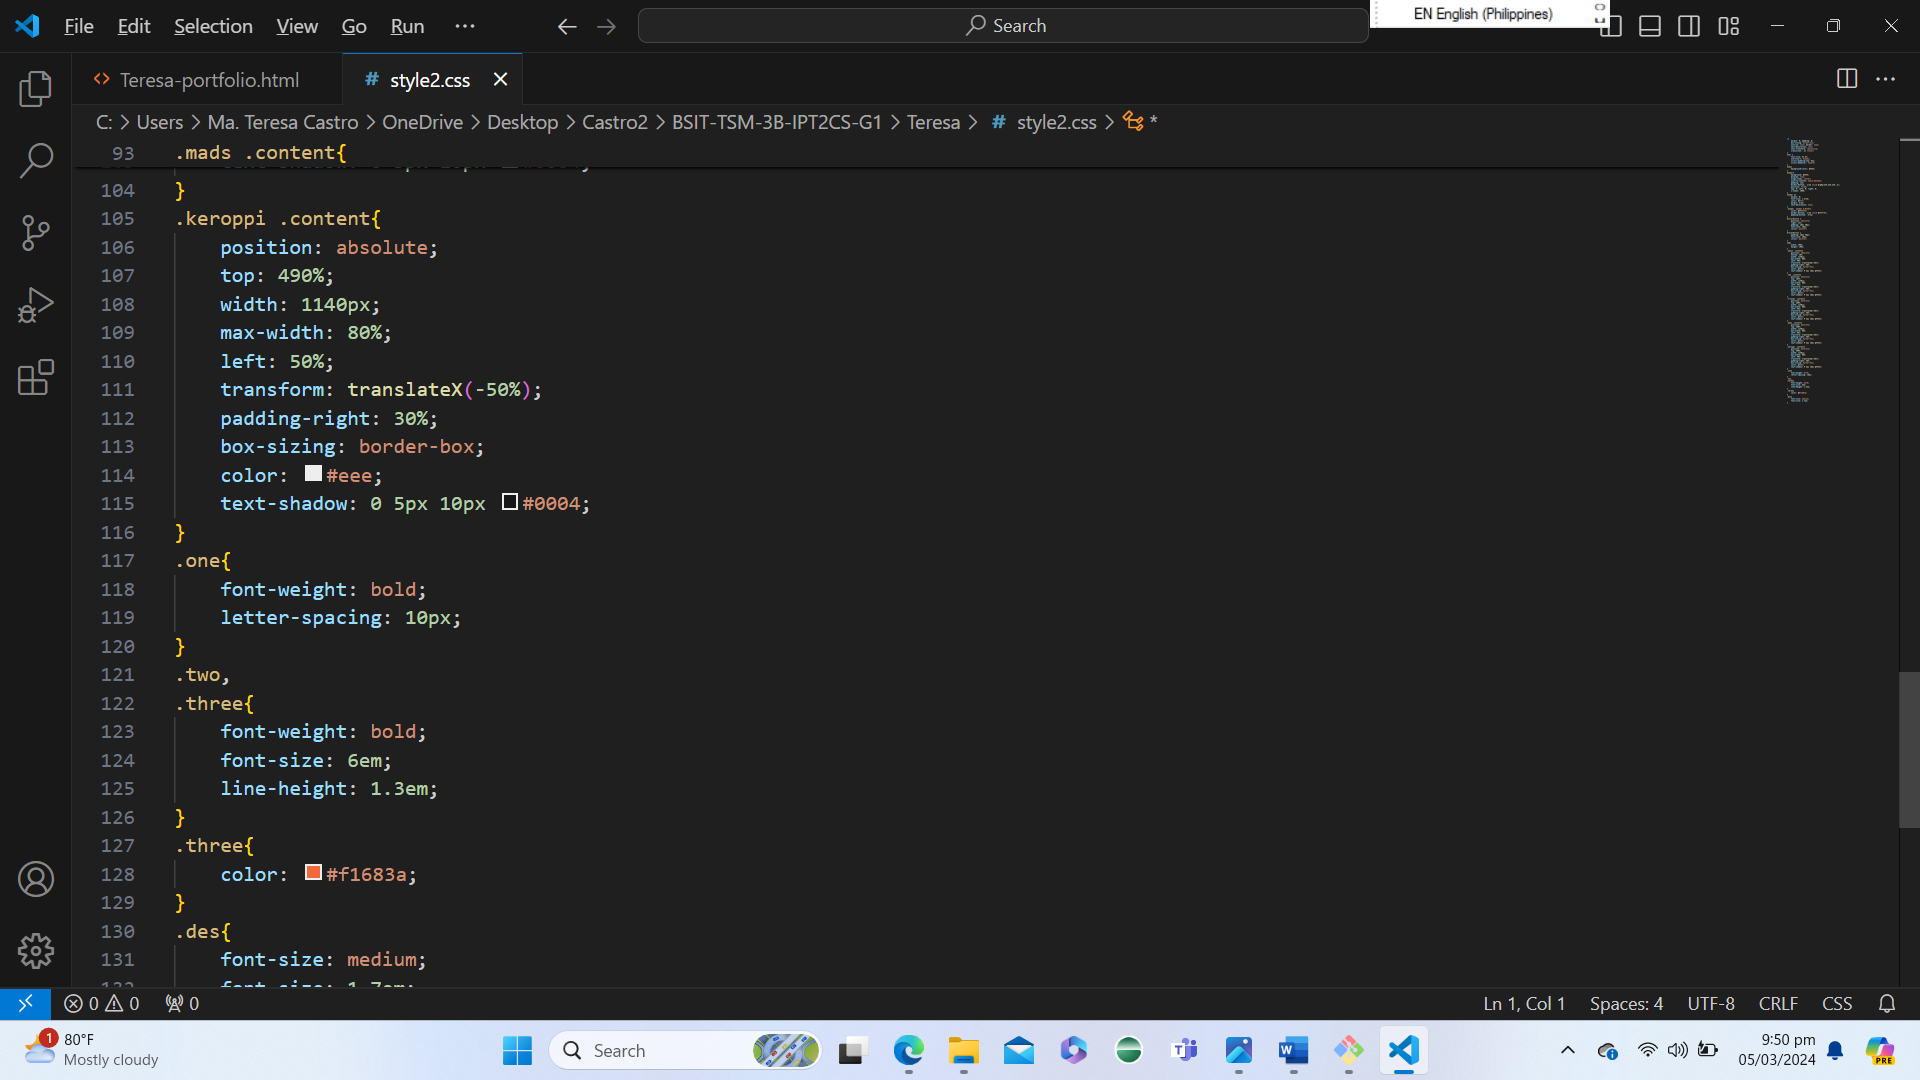 File Edit Selection View Go Run ··· Search EN English (Philippines)
Teresa-portfolio.html # style2.css
C: > Users > Ma. Teresa Castro > OneDrive > Desktop > Castro2 > BSIT-TSM-3B-IPT2CS-G1 > Teresa > # style2.css > *
93 .mads .content{
104 }
105 .keroppi .content{
106 position: absolute;
107 top: 490%;
108 width: 1140px;
109 max-width: 80%;
110 left: 50%;
111 transform: translateX(-50%);
112 padding-right: 30%;
113 box-sizing: border-box;
114 color: #eee;
115 text-shadow: 0 5px 10px #0004;
116 }
117 .one{
118 font-weight: bold;
119 letter-spacing: 10px;
120 }
121 .two,
122 .three{
123 font-weight: bold;
124 font-size: 6em;
125 line-height: 1.3em;
126 }
127 .three{
128 color: #f1683a;
129 }
130 .des{
131 font-size: medium;
0 0 0 Ln 1, Col 1 Spaces: 4 UTF-8 CRLF CSS
1 80°F
Mostly cloudy
Search
9:50 pm
05/03/2024
PRE